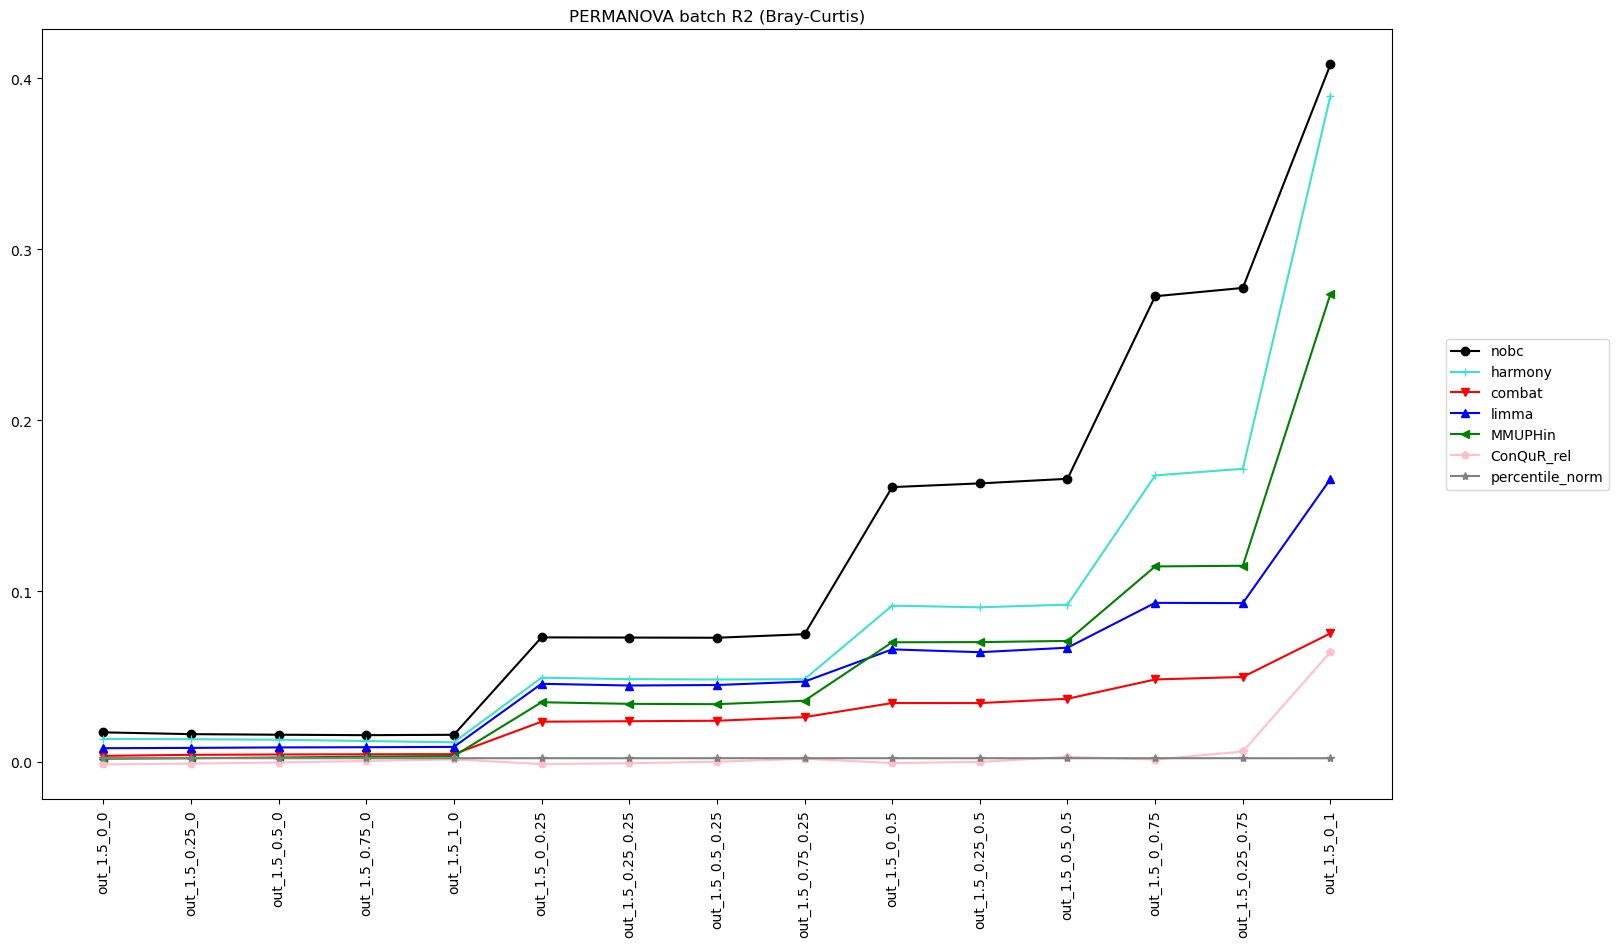 PERMANOVA batch R2 (Bray-Curtis)
0.4
0.3
0.2
0.1
0.0
out_1.5_0_0
out_1.5_0.25_0
out_1.5_0.5_0
out_1.5_0.75_0
out_1.5_1_0
out_1.5_0_0.25
out_1.5_0.25_0.25
out_1.5_0.5_0.25
out_1.5_0.75_0.25
out_1.5_0_0.5
out_1.5_0.25_0.5
out_1.5_0.5_0.5
out_1.5_0_0.75
out_1.5_0.25_0.75
out_1.5_0_1
nobc
harmony
combat
limma
MMUPHin
ConQuR_rel
percentile_norm